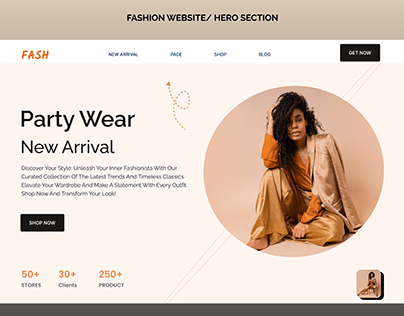 FASHION WEBSITE/ HERO SECTION
FASH
NEW ARRIVAL
PAGE
SHOP
BLOG
GET NOW
Party Wear
New Arrival
Discover Your Style: Unleash Your Inner Fashionista With Our
Curated Collection Of The Latest Trends And Timeless Classics.
Elevate Your Wardrobe And Make A Statement With Every Outfit.
Shop Now And Transform Your Look!
SHOP NOW
50+
30+
250+
STORES
Clients
PRODUCT